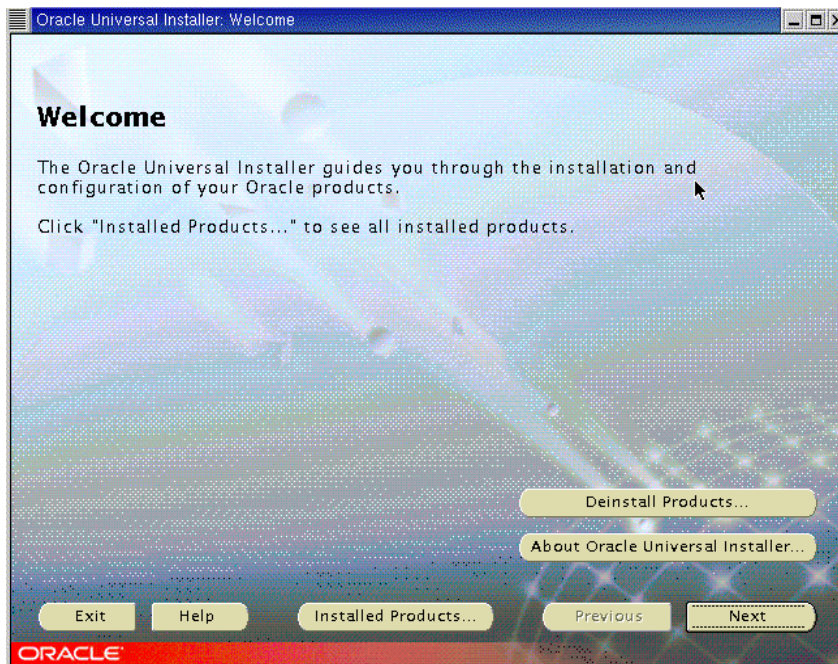 Oracle Universal Installer: Welcome
Welcome
The Oracle Universal Installer guides you through the installation and
configuration of your Oracle products.
Click "Installed Products..." to see all installed products.
Deinstall Products...
About Oracle Universal Installer...
Exit
Help
Installed Products...
Previous
Next
ORACLE